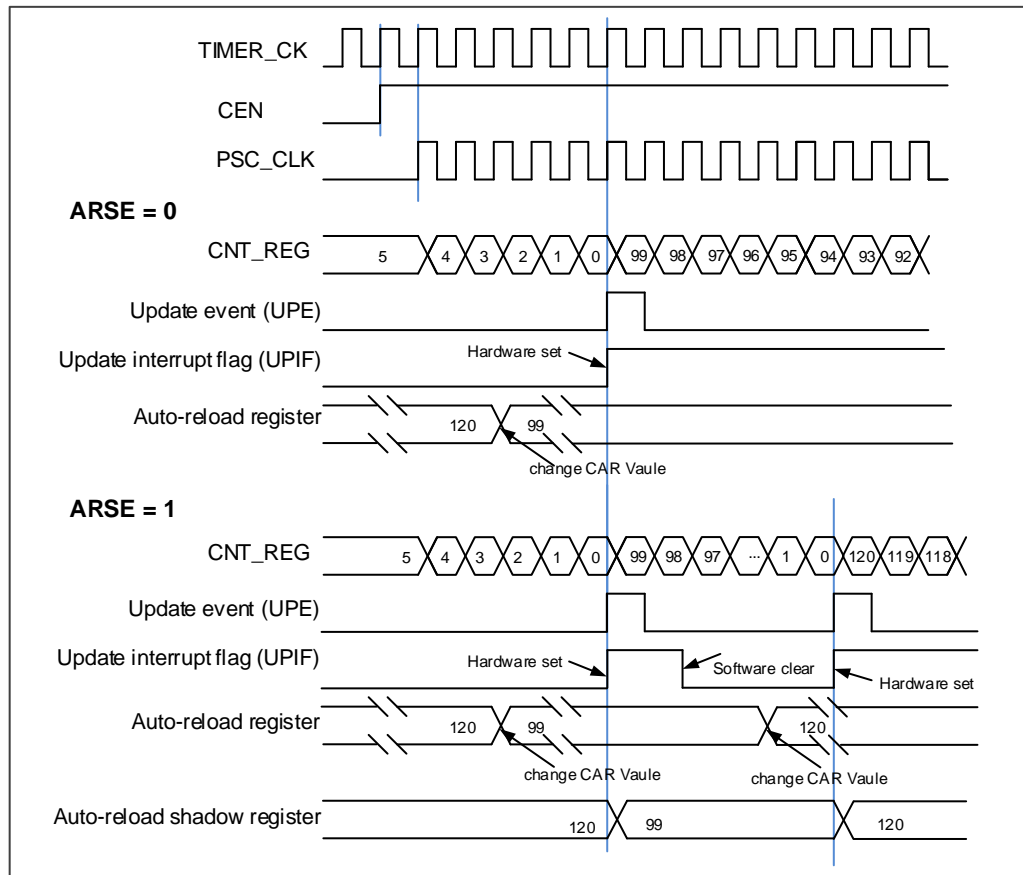 TIMER_CK
CEN
PSC_CLK
ARSE = 0
CNT_REG 5 4 3 2 1 0 99 98 97 96 95 94 93 92
Update event (UPE)
Update interrupt flag (UPIF) Hardware set
Auto-reload register 120 99
change CAR Vaule
ARSE = 1
CNT_REG 5 4 3 2 1 0 99 98 97 ... 1 0 120 119 118
Update event (UPE)
Update interrupt flag (UPIF) Hardware set Software clear Hardware set
Auto-reload register 120 99 120
change CAR Vaule change CAR Vaule
Auto-reload shadow register 120 99 120